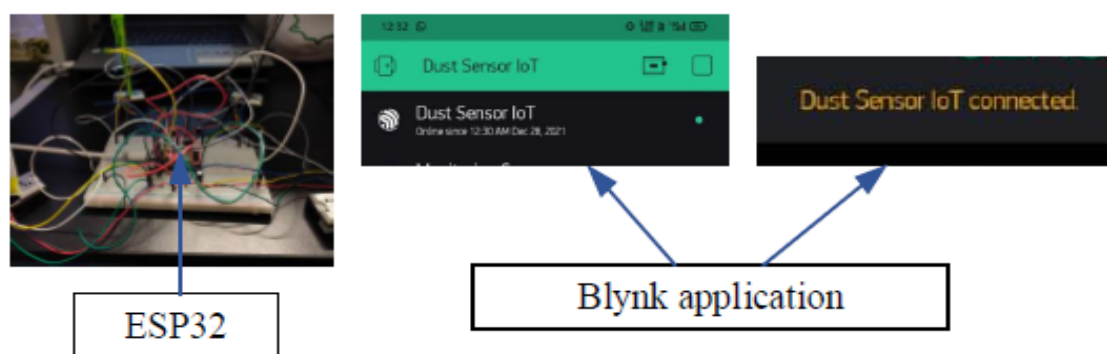 12:32
Dust Sensor IoT
Dust Sensor IoT
Online since 12:30 AM Dec 28, 2021
Dust Sensor IoT connected.
ESP32
Blynk application